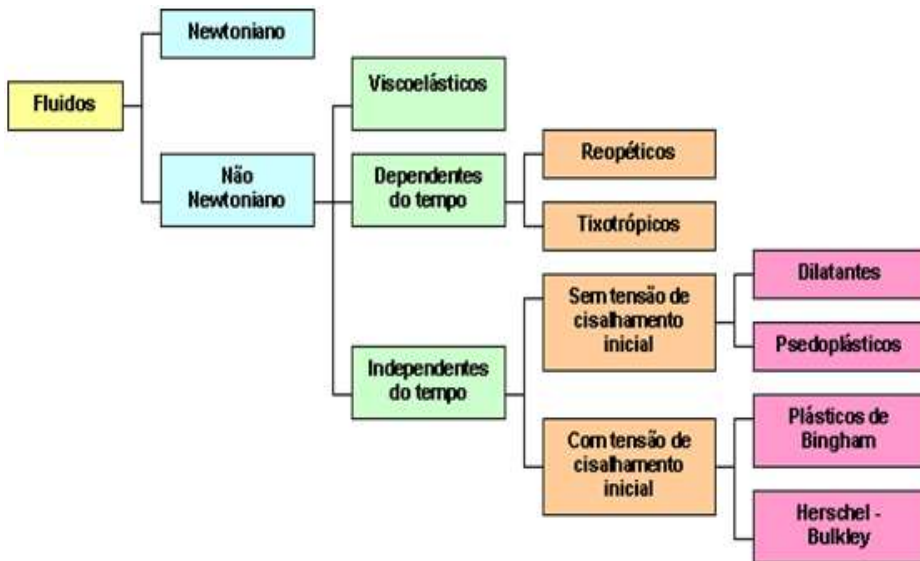 Fluidos
Newtoniano
Não
Newtoniano
Viscoelásticos
Dependentes
do tempo
Independentes
do tempo
Reopéticos
Tixotrópicos
Sem tensão de
cisalhamento
inicial
Com tensão de
cisalhamento
inicial
Dilatantes
Psedoplásticos
Plásticos de
Bingham
Herschel -
Bulkley